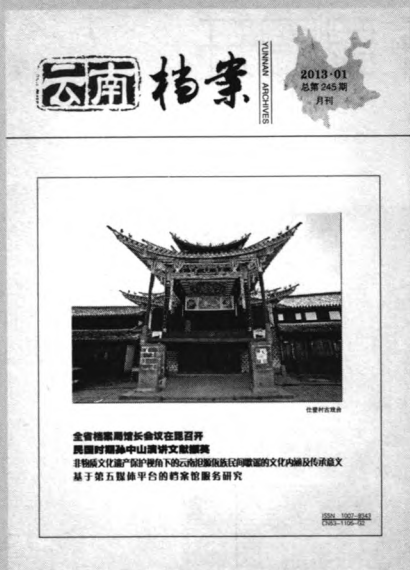 云南档案
YUNNAN ARCHIVES
2013·01
总第245期
月刊
全省档案局馆长会议在昆召开
民国时期孙中山演讲文献撷英
非物质文化遗产保护视角下的云南沧源佤族民间歌谣的文化内涵及传承意义
基于第五媒体平台的档案馆服务研究
ISSN 1007-9343
CN53-1106-G2